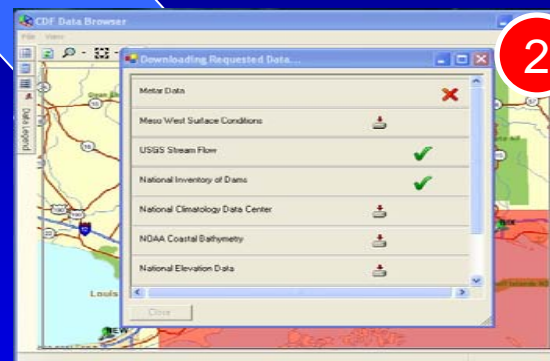 CDF Data Browser
File View
2
Downloading Requested Data...
Metar Data
Meso West Surface Conditions
USGS Stream Flow
National Inventory of Dams
National Climatology Data Center
NOAA Coastal Bathymetry
National Elevation Data
Close
Data Legend
Louis